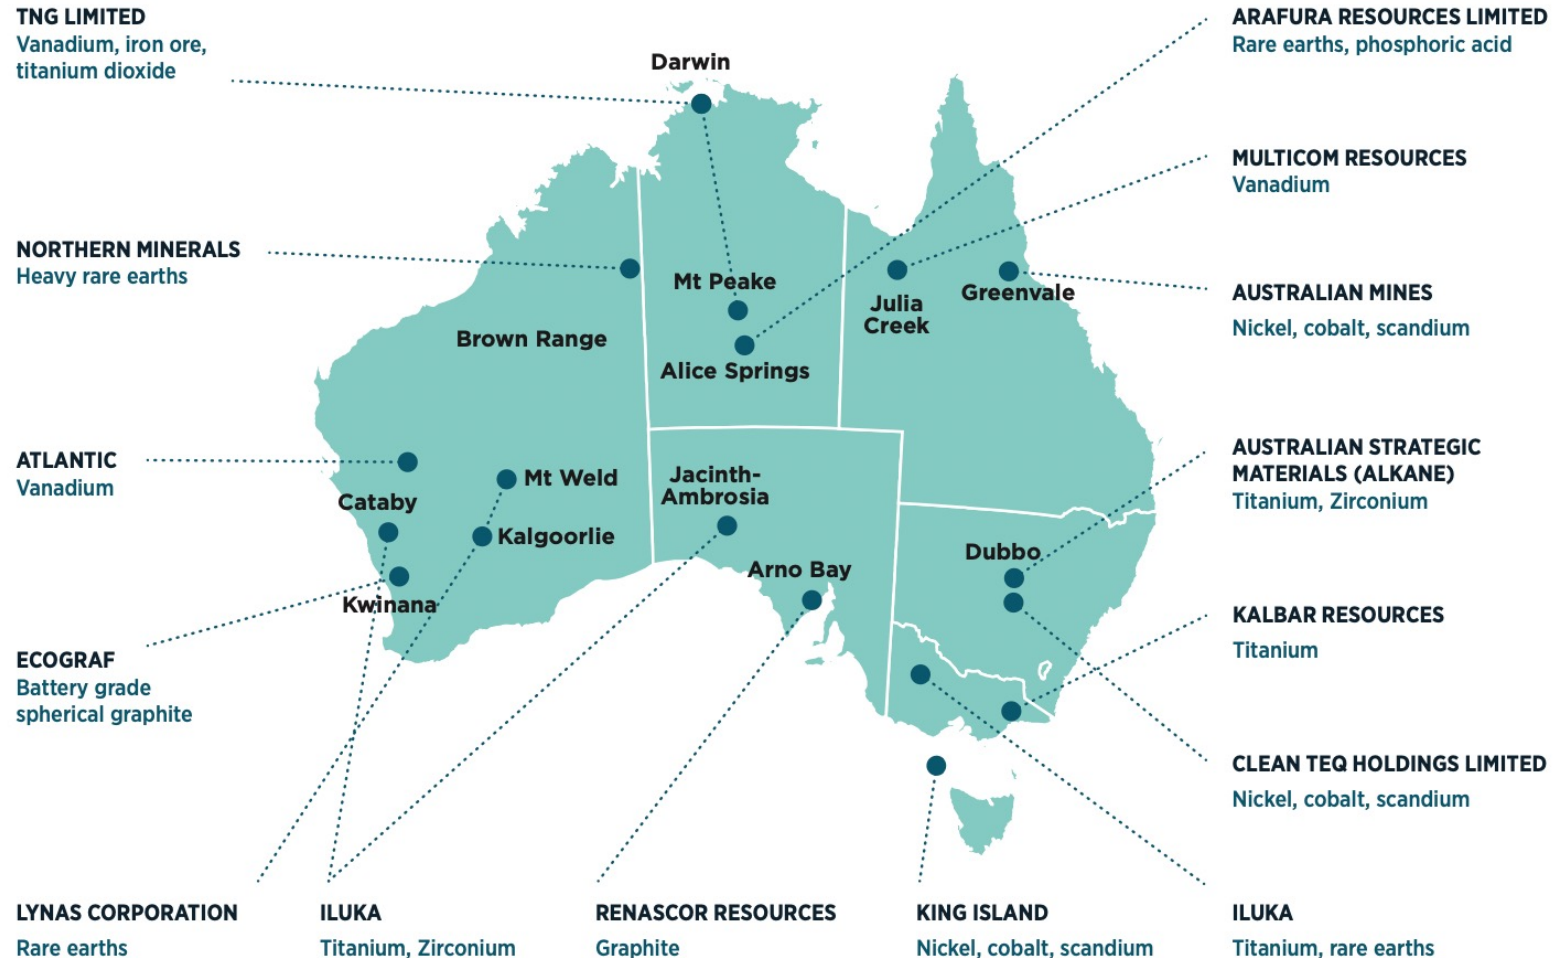 TNG LIMITED
Vanadium, iron ore,
titanium dioxide
Darwin
ARAFURA RESOURCES LIMITED
Rare earths, phosphoric acid
MULTICOM RESOURCES
Vanadium
NORTHERN MINERALS
Heavy rare earths
Mt Peake
Julia
Creek
Greenvale
AUSTRALIAN MINES
Nickel, cobalt, scandium
Brown Range
Alice Springs
ATLANTIC
Vanadium
Cataby
Mt Weld
Kalgoorlie
Jacinth-
Ambrosia
AUSTRALIAN STRATEGIC
MATERIALS (ALKANE)
Titanium, Zirconium
Dubbo
Arno Bay
Kwinana
KALBAR RESOURCES
Titanium
ECOGRAF
Battery grade
spherical graphite
CLEAN TEQ HOLDINGS LIMITED
Nickel, cobalt, scandium
LYNAS CORPORATION
Rare earths
ILUKA
Titanium, Zirconium
RENASCOR RESOURCES
Graphite
KING ISLAND
Nickel, cobalt, scandium
ILUKA
Titanium, rare earths